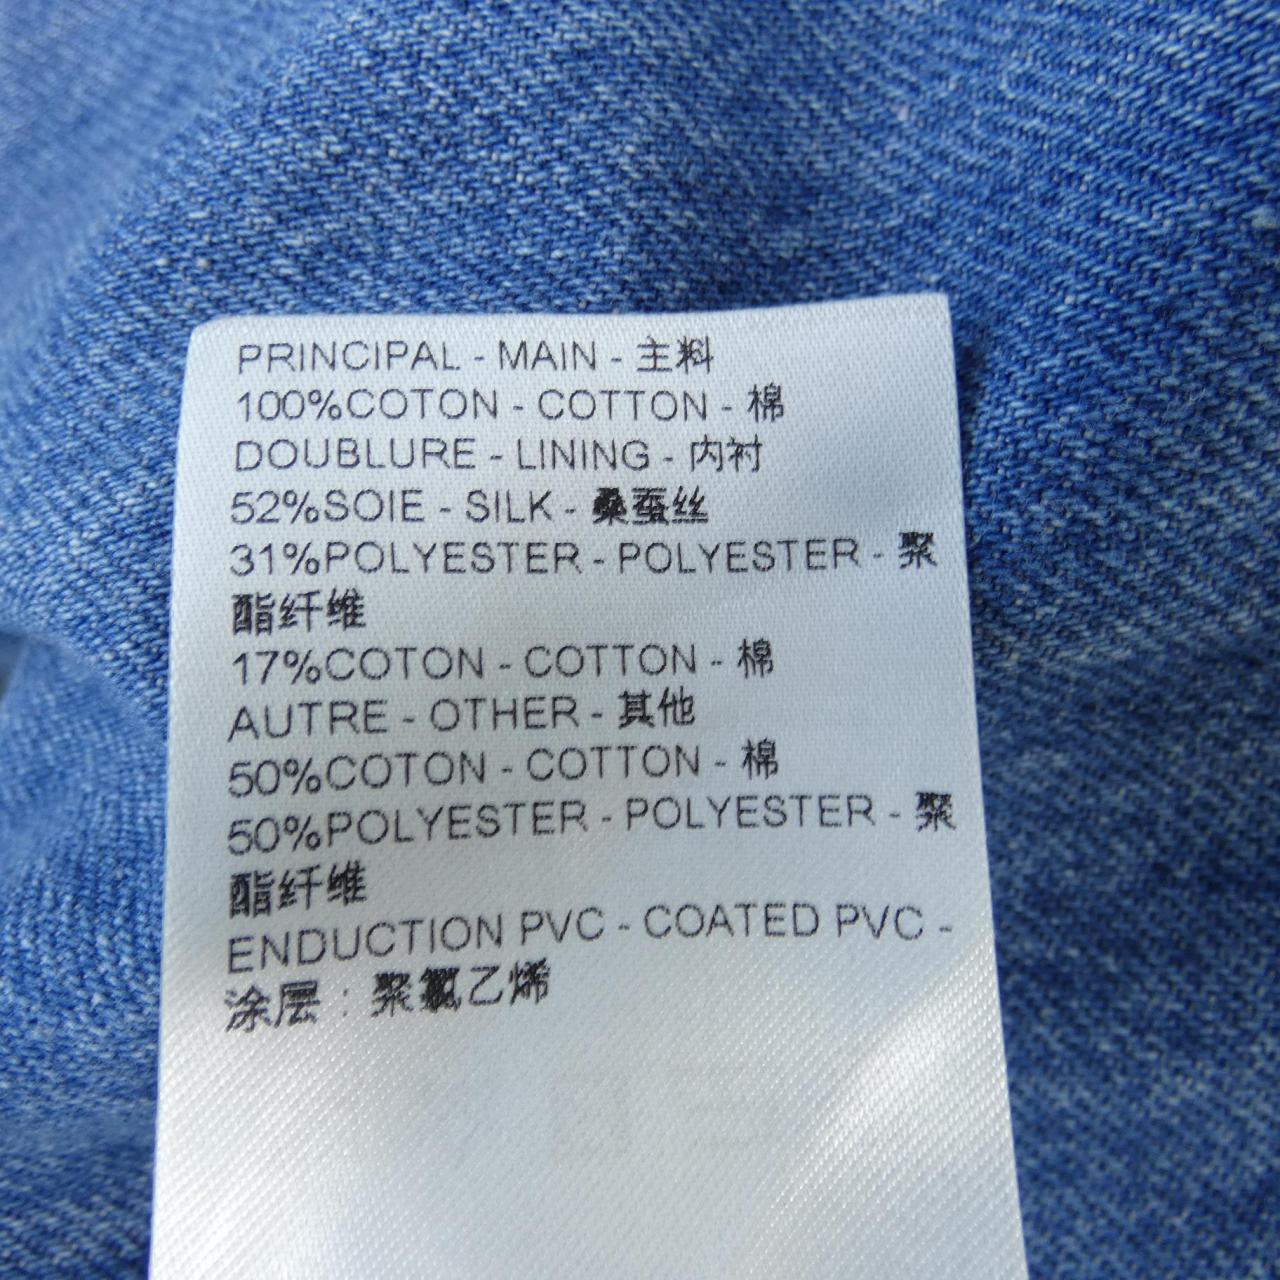 PRINCIPAL - MAIN - 主料
100%COTON - COTTON - 棉
DOUBLURE - LINING - 内衬
52%SOIE - SILK - 桑蚕丝
31%POLYESTER - POLYESTER - 聚
酯纤维
17%COTON - COTTON - 棉
AUTRE - OTHER - 其他
50%COTON - COTTON - 棉
50%POLYESTER - POLYESTER - 聚
酯纤维
ENDUCTION PVC - COATED PVC -
涂层：聚氯乙烯